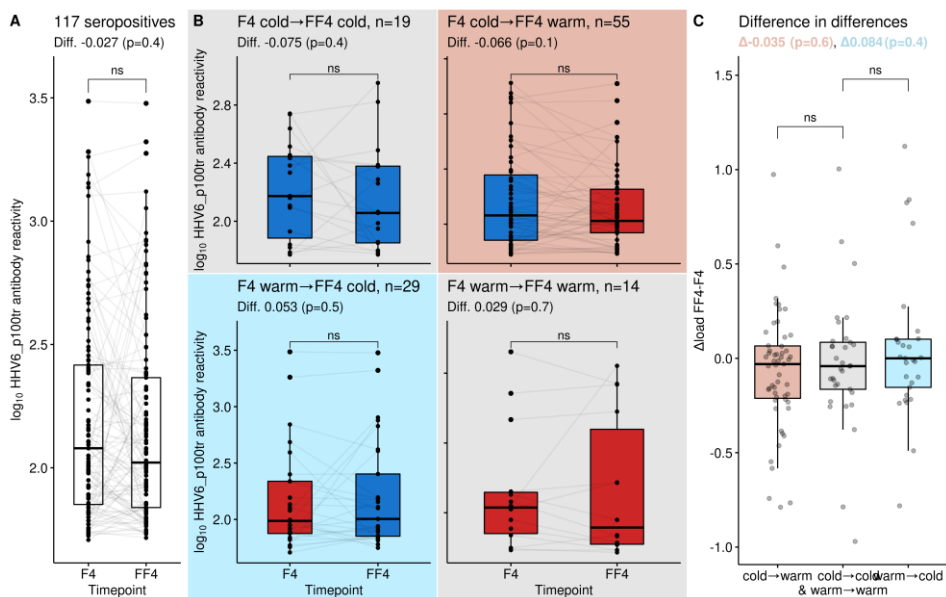 A
117 seropositives
Diff. -0.027 (p=0.4)
ns
log10 HHV6_p100tr antibody reactivity
3.5
3.0
2.5
2.0
F4
FF4
Timepoint
B
F4 cold→FF4 cold, n=19
Diff. -0.075 (p=0.4)
ns
log10 HHV6_p100tr antibody reactivity
2.8
2.4
2.0
F4
FF4
F4 cold→FF4 warm, n=55
Diff. -0.066 (p=0.1)
ns
F4 warm→FF4 cold, n=29
Diff. 0.053 (p=0.5)
ns
log10 HHV6_p100tr antibody reactivity
3.5
3.0
2.5
2.0
F4
FF4
Timepoint
F4 warm→FF4 warm, n=14
Diff. 0.029 (p=0.7)
ns
F4
FF4
Timepoint
C
Difference in differences
Δ-0.035 (p=0.6), Δ0.084 (p=0.4)
ns
ns
Δload FF4-F4
1.5
1.0
0.5
0.0
-0.5
-1.0
cold→warm
cold→cold
& warm→warm
warm→cold